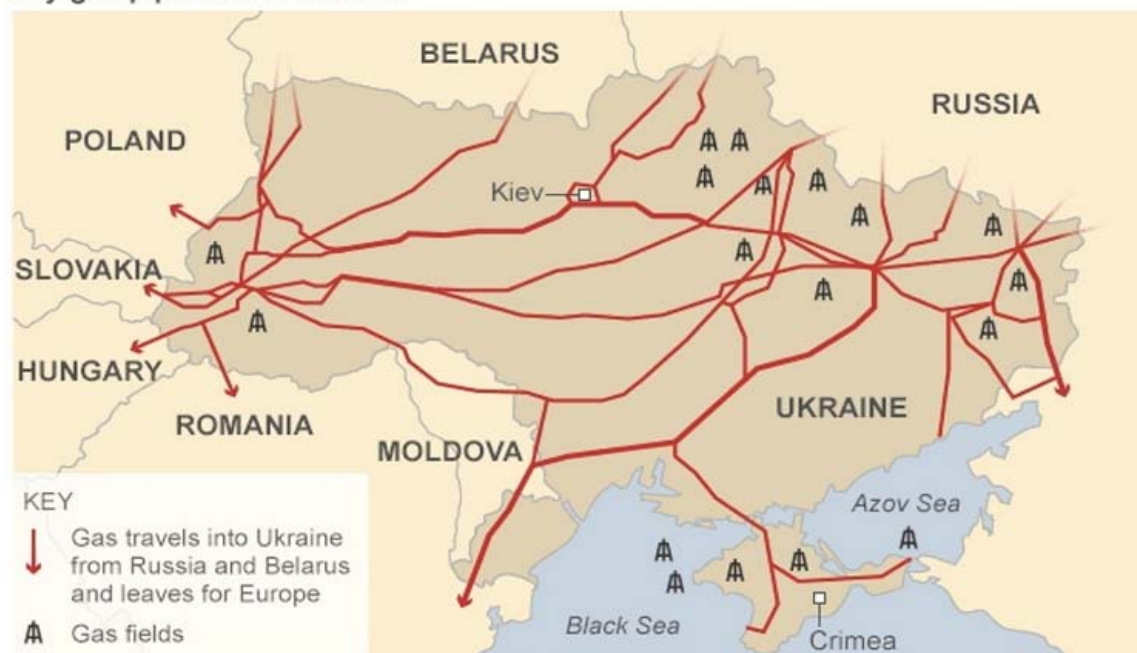 BELARUS
RUSSIA
POLAND
Kiev
SLOVAKIA
HUNGARY
ROMANIA
MOLDOVA
UKRAINE
Azov Sea
Black Sea
Crimea
KEY
Gas travels into Ukraine
from Russia and Belarus
and leaves for Europe
Gas fields